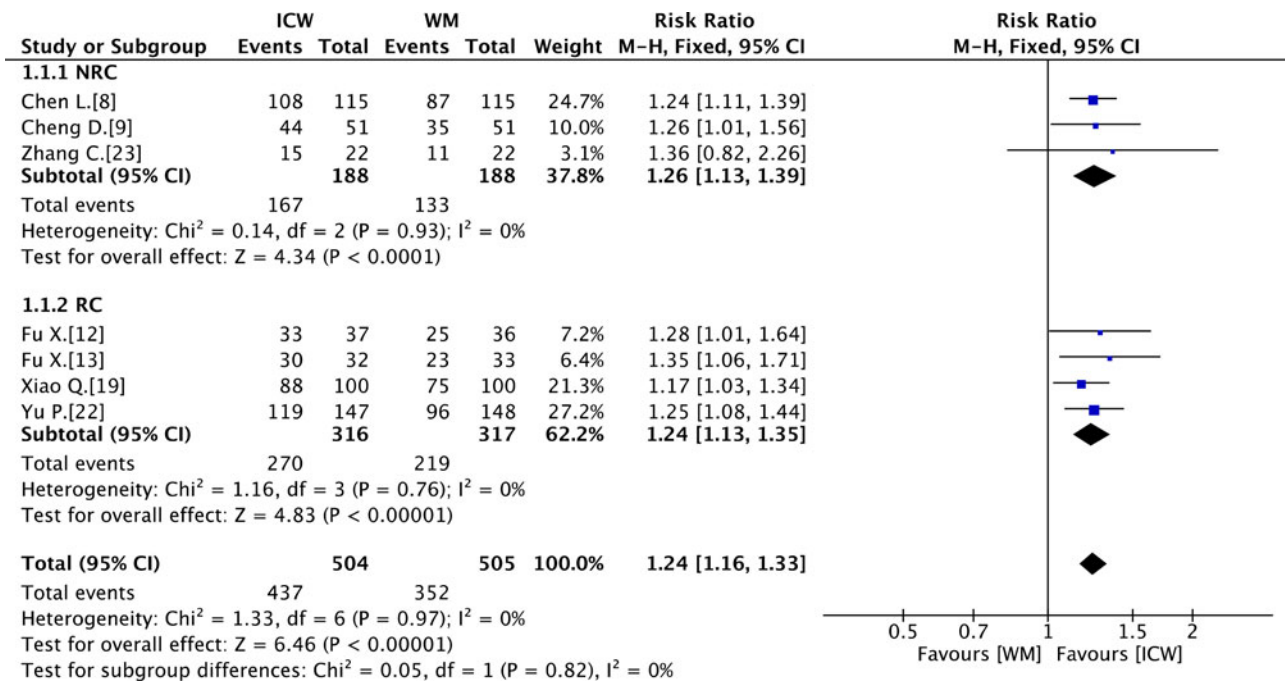 ICW WM Risk Ratio Risk Ratio
Study or Subgroup Events Total Events Total Weight M-H, Fixed, 95% CI M-H, Fixed, 95% CI
1.1.1 NRC
Chen L.[8] 108 115 87 115 24.7% 1.24 [1.11, 1.39]
Cheng D.[9] 44 51 35 51 10.0% 1.26 [1.01, 1.56]
Zhang C.[23] 15 22 11 22 3.1% 1.36 [0.82, 2.26]
Subtotal (95% CI) 188 188 37.8% 1.26 [1.13, 1.39]
Total events 167 133
Heterogeneity: Chi² = 0.14, df = 2 (P = 0.93); I² = 0%
Test for overall effect: Z = 4.34 (P < 0.0001)
1.1.2 RC
Fu X.[12] 33 37 25 36 7.2% 1.28 [1.01, 1.64]
Fu X.[13] 30 32 23 33 6.4% 1.35 [1.06, 1.71]
Xiao Q.[19] 88 100 75 100 21.3% 1.17 [1.03, 1.34]
Yu P.[22] 119 147 96 148 27.2% 1.25 [1.08, 1.44]
Subtotal (95% CI) 316 317 62.2% 1.24 [1.13, 1.35]
Total events 270 219
Heterogeneity: Chi² = 1.16, df = 3 (P = 0.76); I² = 0%
Test for overall effect: Z = 4.83 (P < 0.00001)
Total (95% CI) 504 505 100.0% 1.24 [1.16, 1.33]
Total events 437 352
Heterogeneity: Chi² = 1.33, df = 6 (P = 0.97); I² = 0%
Test for overall effect: Z = 6.46 (P < 0.00001)
Test for subgroup differences: Chi² = 0.05, df = 1 (P = 0.82), I² = 0%
0.5 0.7 1 1.5 2
Favours [WM] Favours [ICW]